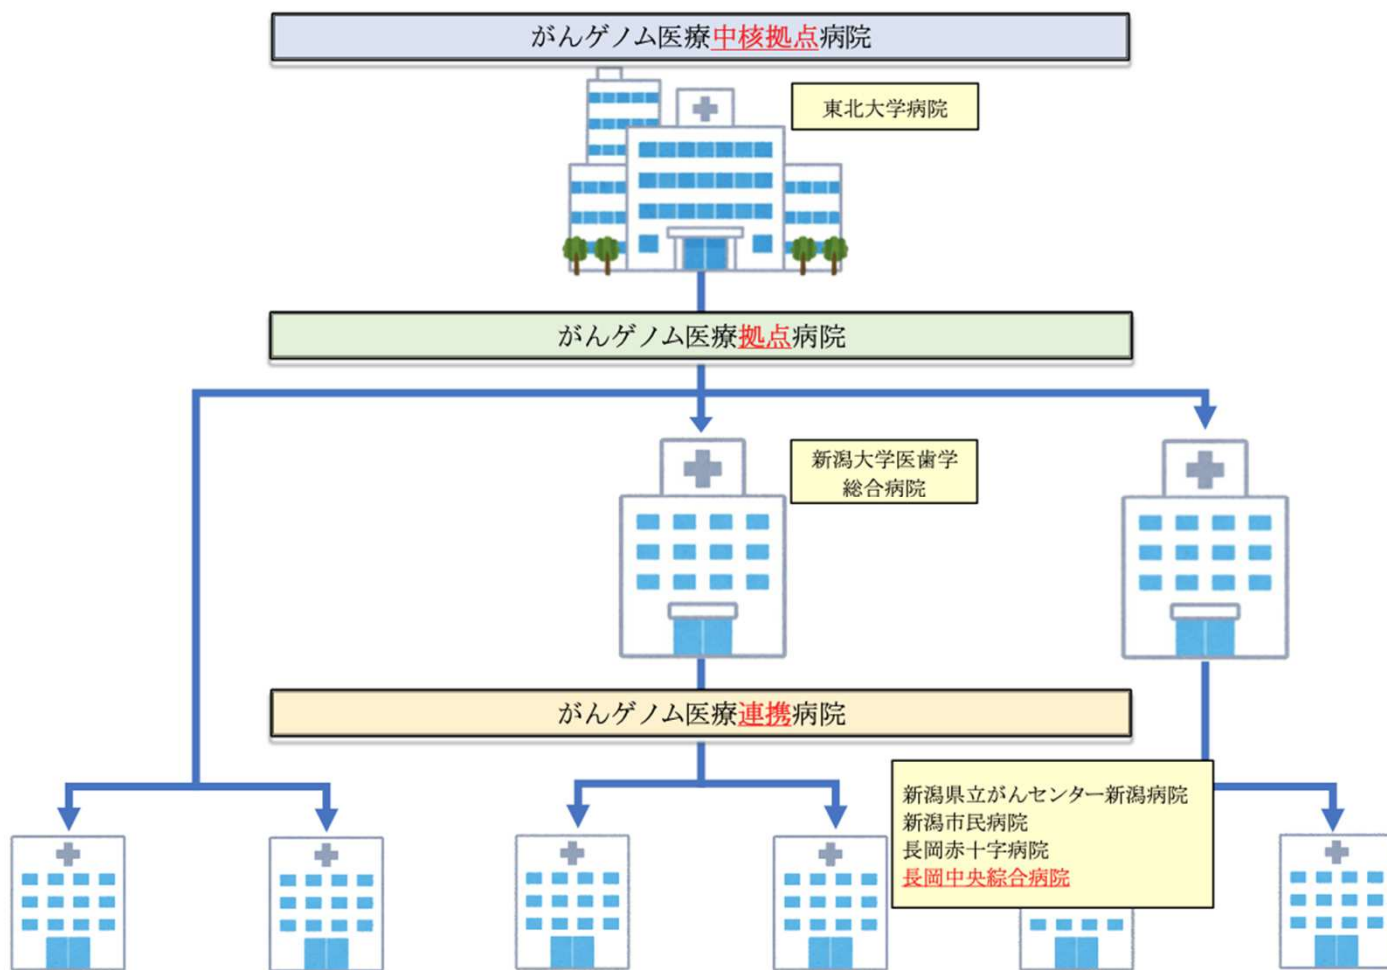 がんゲノム医療中核拠点病院
東北大学病院
がんゲノム医療拠点病院
新潟大学医歯学
総合病院
がんゲノム医療連携病院
新潟県立がんセンター新潟病院
新潟市民病院
長岡赤十字病院
長岡中央綜合病院